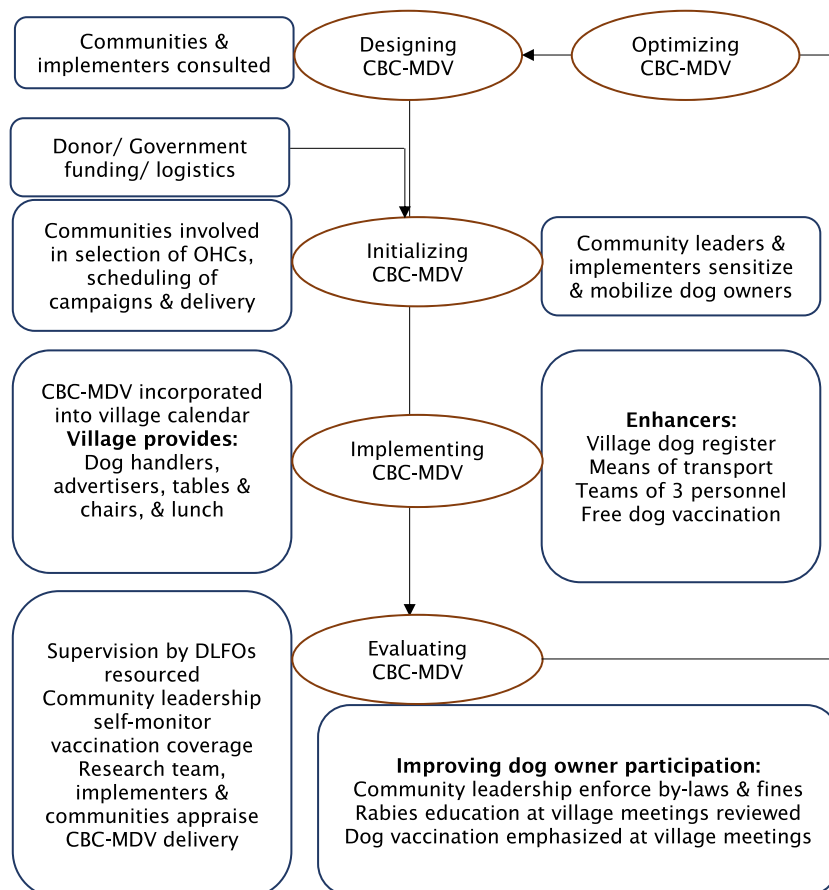 Communities &
implementers consulted
Designing
CBC-MDV
Optimizing
CBC-MDV
Donor/ Government
funding/ logistics
Communities involved
in selection of OHCs,
scheduling of
campaigns & delivery
Initializing
CBC-MDV
Community leaders &
implementers sensitize
& mobilize dog owners
CBC-MDV incorporated
into village calendar
Village provides:
Dog handlers,
advertisers, tables &
chairs, & lunch
Implementing
CBC-MDV
Enhancers:
Village dog register
Means of transport
Teams of 3 personnel
Free dog vaccination
Supervision by DLFOs
resourced
Community leadership
self-monitor
vaccination coverage
Research team,
implementers &
communities appraise
CBC-MDV delivery
Evaluating
CBC-MDV
Improving dog owner participation:
Community leadership enforce by-laws & fines
Rabies education at village meetings reviewed
Dog vaccination emphasized at village meetings